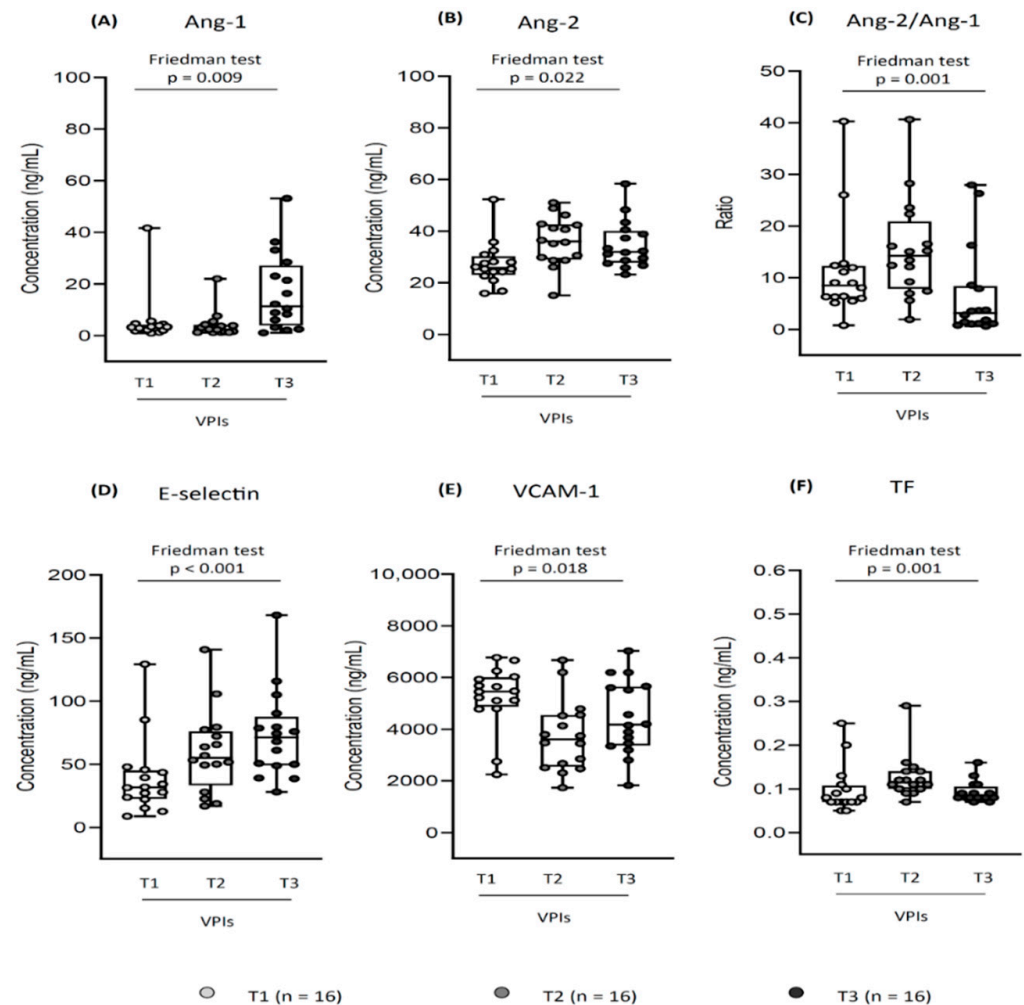 (A) Ang-1
Friedman test
p = 0.009
Concentration (ng/mL)
100
80
60
40
20
0
T1 T2 T3
VPIs
(B) Ang-2
Friedman test
p = 0.022
Concentration (ng/mL)
100
80
60
40
20
0
T1 T2 T3
VPIs
(C) Ang-2/Ang-1
Friedman test
p = 0.001
Ratio
50
40
30
20
10
0
T1 T2 T3
VPIs
(D) E-selectin
Friedman test
p < 0.001
Concentration (ng/mL)
200
150
100
50
0
T1 T2 T3
VPIs
(E) VCAM-1
Friedman test
p = 0.018
Concentration (ng/mL)
10,000
8000
6000
4000
2000
0
T1 T2 T3
VPIs
(F) TF
Friedman test
p = 0.001
Concentration (ng/mL)
0.6
0.5
0.4
0.3
0.2
0.1
0.0
T1 T2 T3
VPIs
T1 (n = 16) T2 (n = 16) T3 (n = 16)